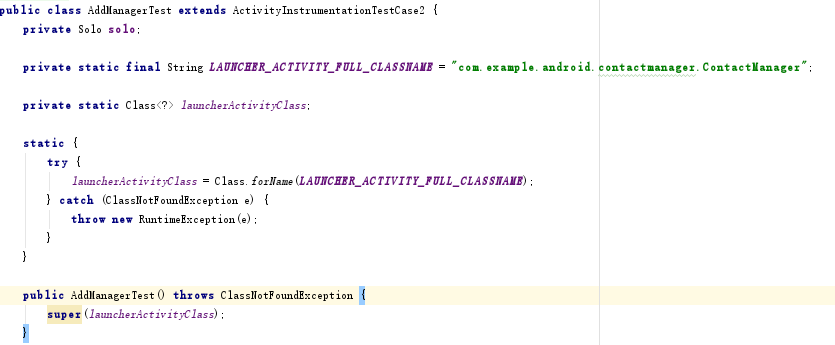 public class AddManagerTest extends ActivityInstrumentationTestCase2 {
private Solo solo;
private static final String LAUNCHER_ACTIVITY_FULL_CLASSNAME = "com.example.android.contactmanager.ContactManager";
private static Class<?> launcherActivityClass;
static {
try {
launcherActivityClass = Class.forName(LAUNCHER_ACTIVITY_FULL_CLASSNAME);
} catch (ClassNotFoundException e) {
throw new RuntimeException(e);
}
}
public AddManagerTest() throws ClassNotFoundException {
super(launcherActivityClass);
}